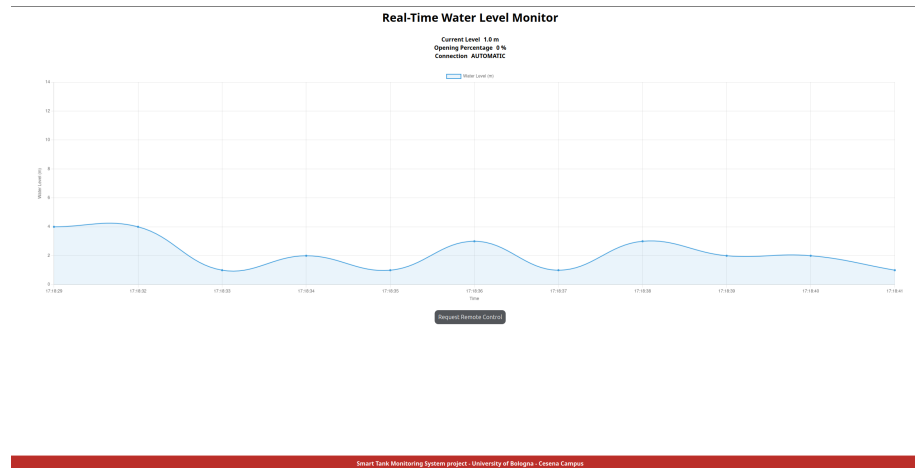 Real-Time Water Level Monitor
Current Level 1.0 m
Opening Percentage 0 %
Connection AUTOMATIC
Water Level (m)
14
12
10
8
6
4
2
0
Water Level (m)
17:18:32
17:18:33
17:18:34
17:18:35
17:18:36
17:18:37
17:18:38
17:18:39
17:18:40
17:18:41
Time
Request Remote Control
Smart Tank Monitoring System project - University of Bologna - Cesena Campus